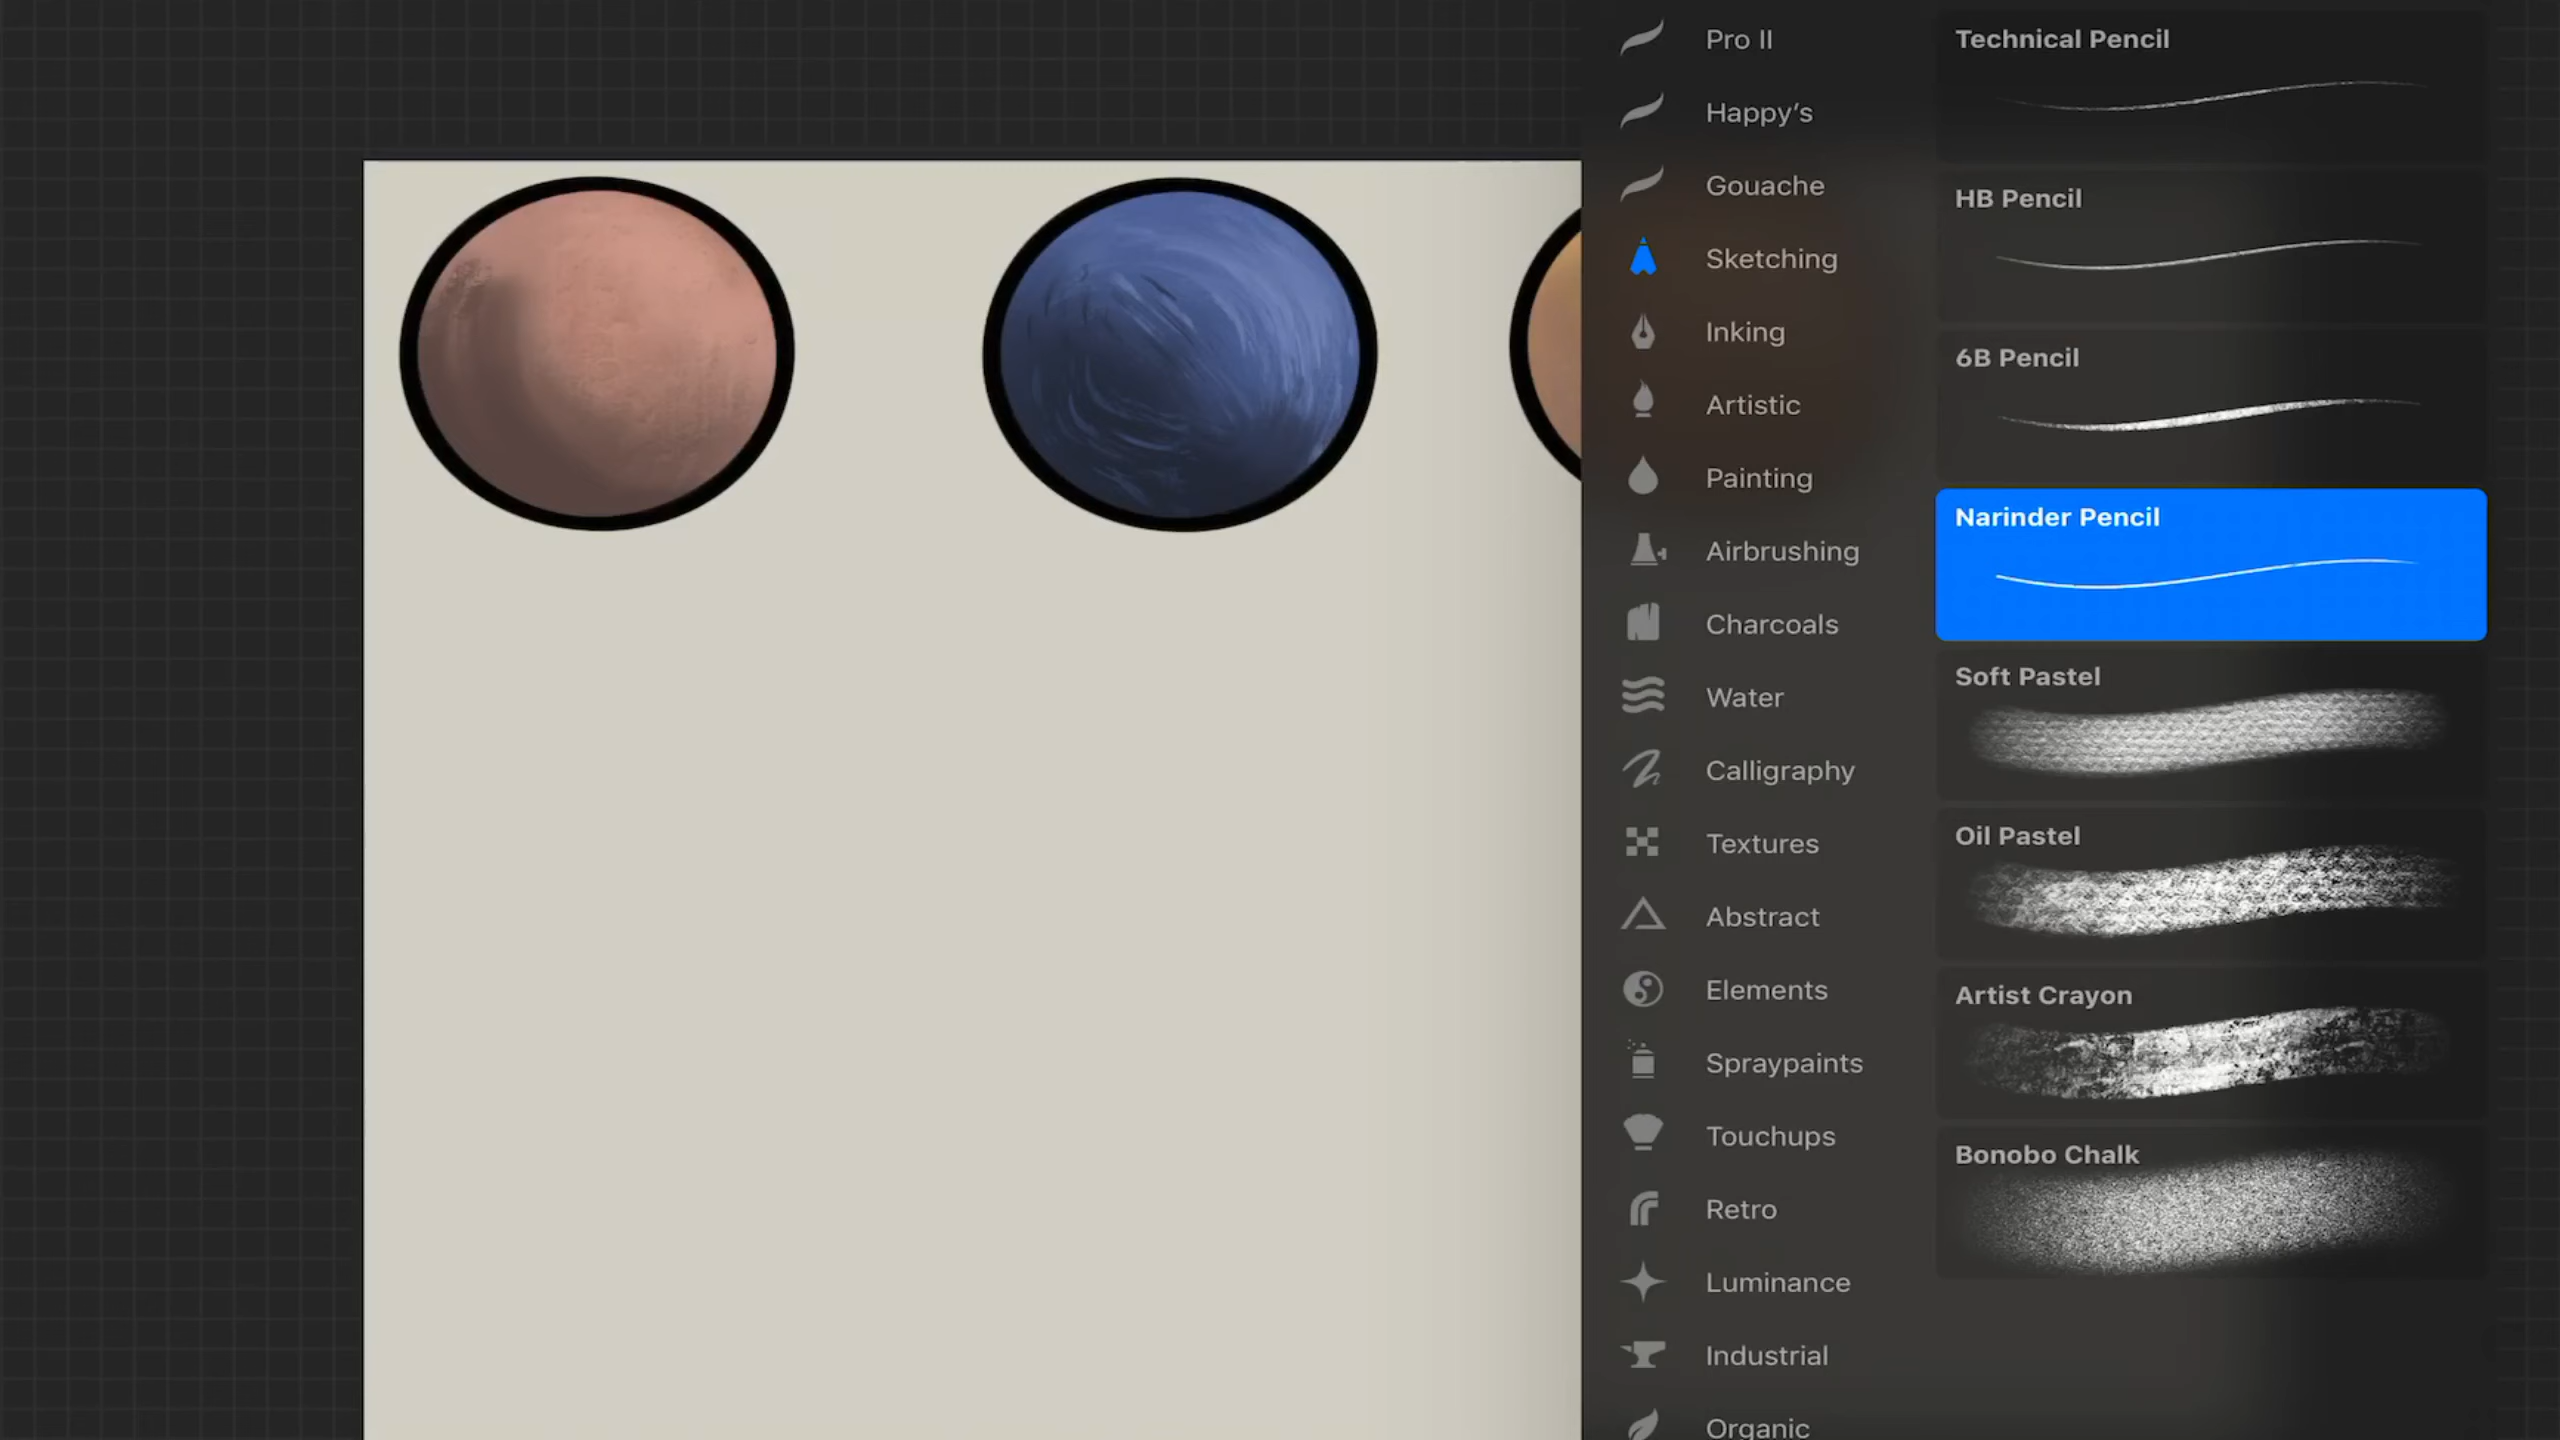 Pro II
Happy’s
Gouache
Sketching
Inking
Artistic
Painting
Airbrushing
Charcoals
Water
Calligraphy
Textures
Abstract
Elements
Spraypaints
Touchups
Retro
Luminance
Industrial
Organic
Technical Pencil
HB Pencil
6B Pencil
Narinder Pencil
Soft Pastel
Oil Pastel
Artist Crayon
Bonobo Chalk